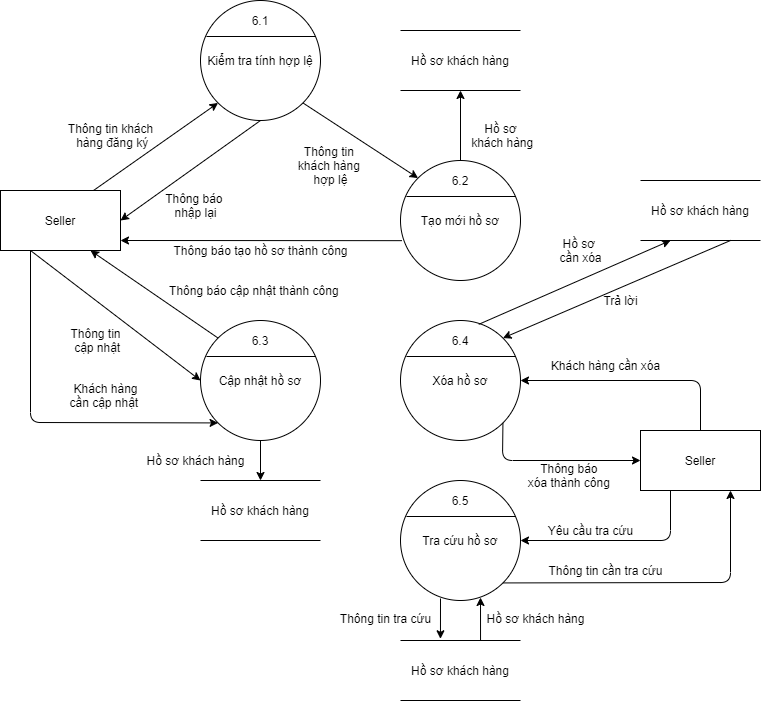 6.1
Kiểm tra tính hợp lệ
Hồ sơ khách hàng
Thông tin khách
hàng đăng ký
Hồ sơ
khách hàng
Thông tin
khách hàng
hợp lệ
6.2
Tạo mới hồ sơ
Thông báo
nhập lại
Seller
Hồ sơ khách hàng
Thông báo tạo hồ sơ thành công
Hồ sơ
cần xóa
Thông báo cập nhật thành công
Trả lời
Thông tin
cập nhật
6.3
Cập nhật hồ sơ
6.4
Xóa hồ sơ
Khách hàng cần xóa
Khách hàng
cần cập nhật
Hồ sơ khách hàng
Thông báo
xóa thành công
Seller
Hồ sơ khách hàng
6.5
Tra cứu hồ sơ
Yêu cầu tra cứu
Thông tin cần tra cứu
Thông tin tra cứu
Hồ sơ khách hàng
Hồ sơ khách hàng